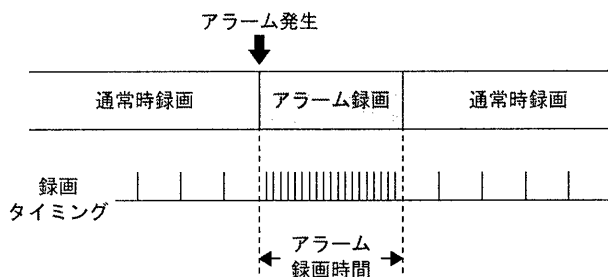 アラーム発生
通常時録画
アラーム録画
通常時録画
録画
タイミング
アラーム
録画時間